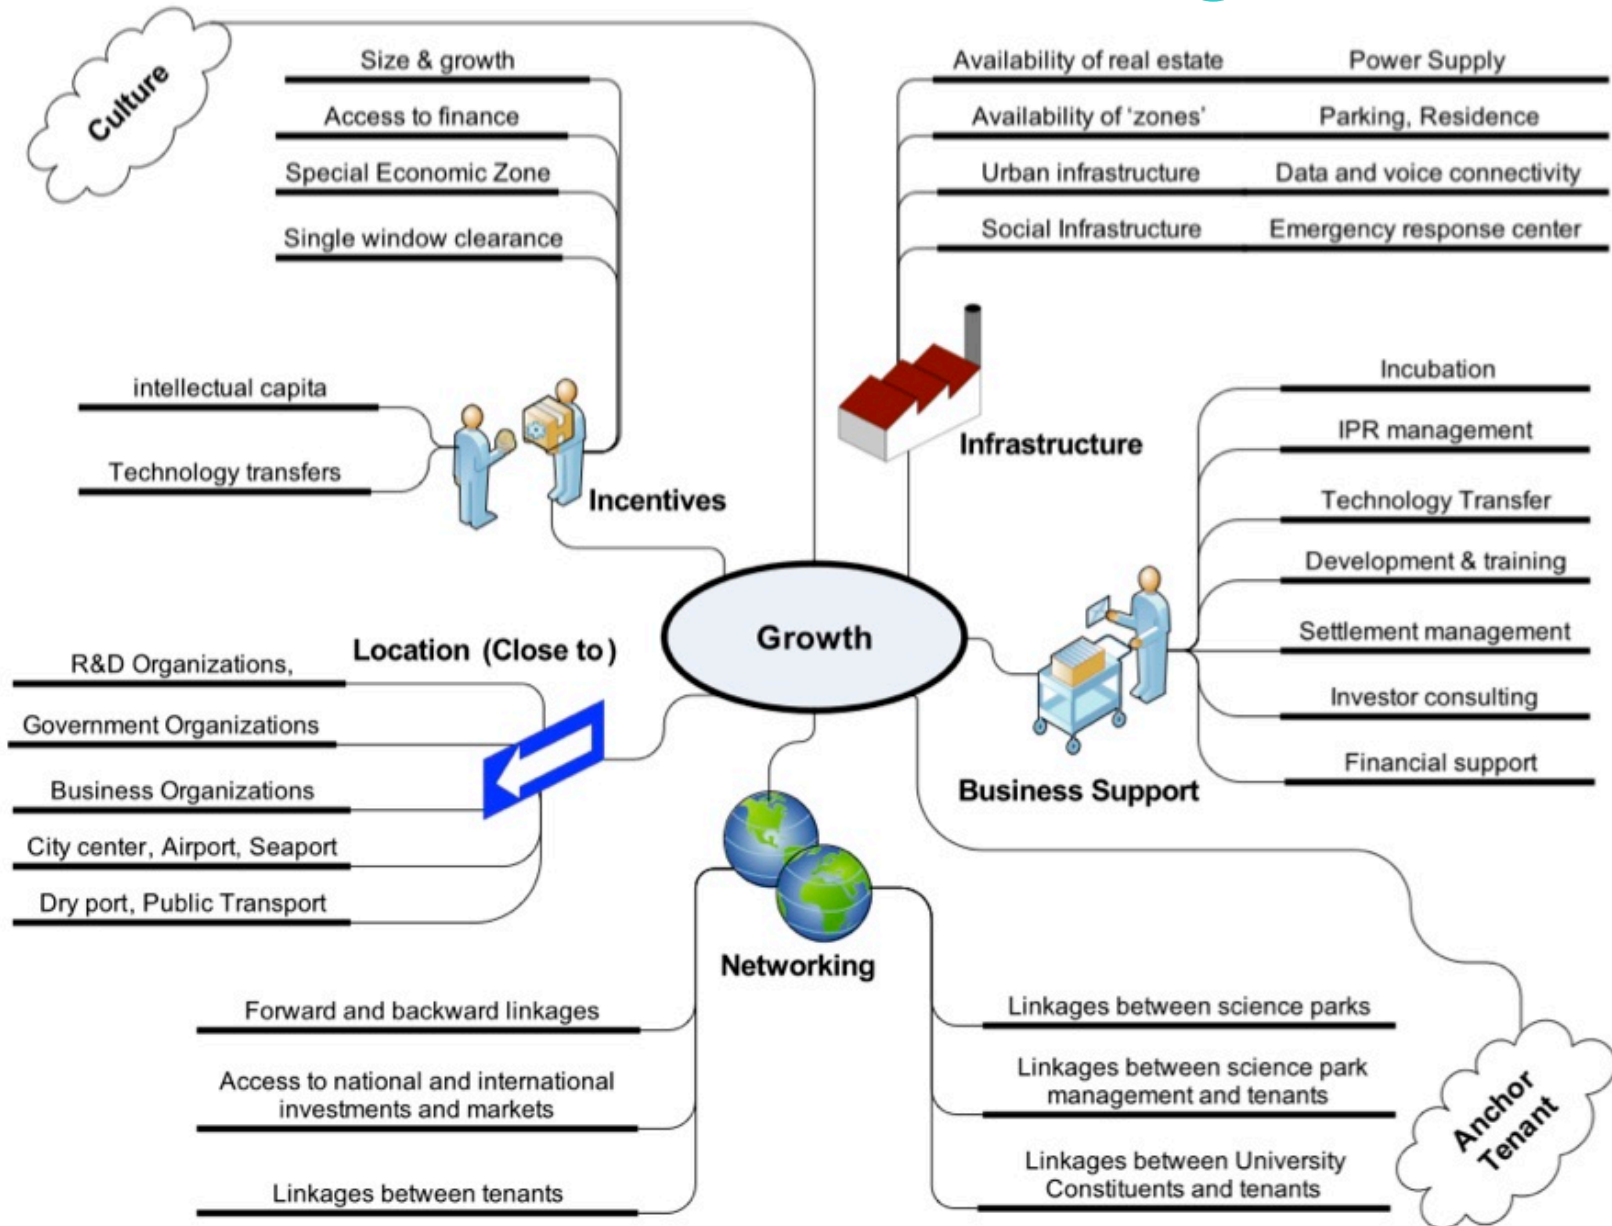 Culture
Size & growth
Access to finance
Special Economic Zone
Single window clearance
intellectual capita
Technology transfers
Incentives
Availability of real estate
Power Supply
Availability of ‘zones’
Parking, Residence
Urban infrastructure
Data and voice connectivity
Social Infrastructure
Emergency response center
Infrastructure
Incubation
IPR management
Technology Transfer
Development & training
Settlement management
Investor consulting
Financial support
Business Support
Growth
Location (Close to)
R&D Organizations,
Government Organizations
Business Organizations
City center, Airport, Seaport
Dry port, Public Transport
Networking
Forward and backward linkages
Access to national and international
investments and markets
Linkages between tenants
Linkages between science parks
Linkages between science park
management and tenants
Linkages between University
Constituents and tenants
Anchor
Tenant